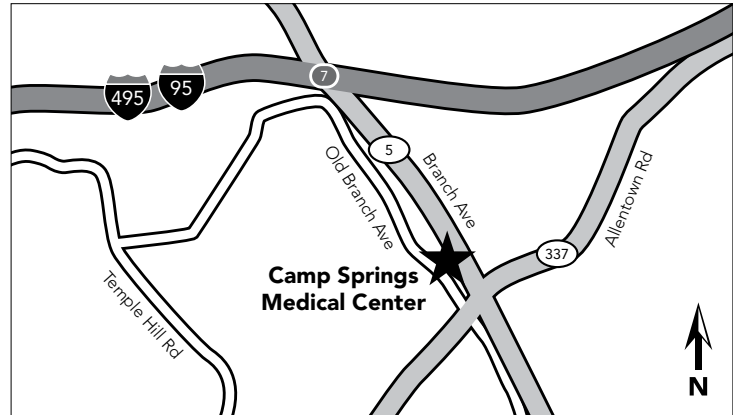 7
95
495
5
Old Branch Ave
Branch Ave
Allentown Rd
337
Camp Springs
Medical Center
Temple Hill Rd
N